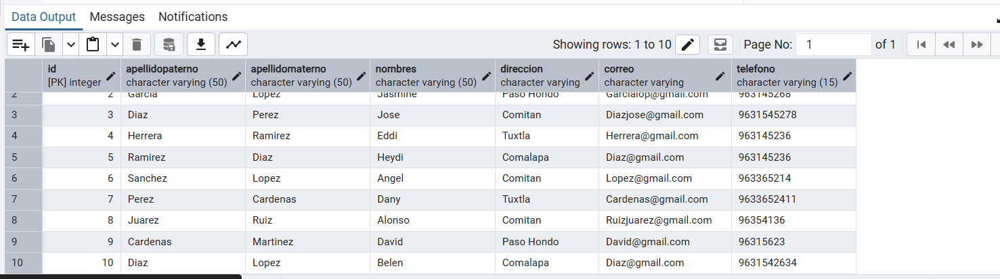 Data Output Messages Notifications
Showing rows: 1 to 10 Page No: 1 of 1
id apellidopaterno apellidomaterno nombres direccion correo telefono
[PK] integer character varying (50) character varying (50) character varying (50) character varying character varying character varying (15)
2 2 Garcia Lopez Jasmine Paso Hondo Garcialop@gmail.com 963145268
3 3 Diaz Perez Jose Comitan Diazjose@gmail.com 9631545278
4 4 Herrera Ramirez Eddi Tuxtla Herrera@gmail.com 963145236
5 5 Ramirez Diaz Heydi Comalapa Diaz@gmail.com 963145236
6 6 Sanchez Lopez Angel Comitan Lopez@gmail.com 963365214
7 7 Perez Cardenas Dany Tuxtla Cardenas@gmail.com 9633652411
8 8 Juarez Ruiz Alonso Comitan Ruizjuarez@gmail.com 96354136
9 9 Cardenas Martinez David Paso Hondo David@gmail.com 96315623
10 10 Diaz Lopez Belen Comalapa Diaz@gmail.com 9631542634